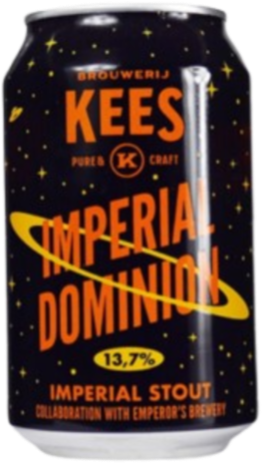 BROUWERIJ
KEES
PURE & K CRAFT
IMPERIAL
DOMINION
13,7%
IMPERIAL STOUT
COLLABORATION WITH EMPEROR'S BREWERY